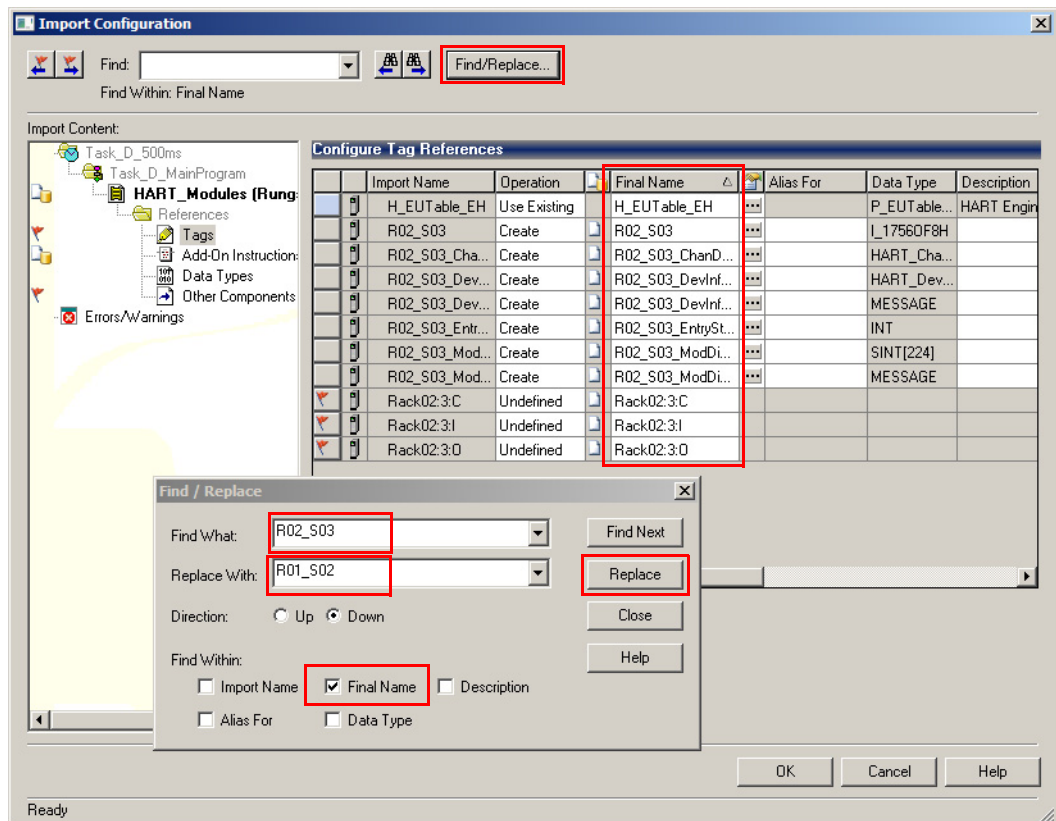 Import Configuration
Find:
Find/Replace...
Find Within: Final Name
Import Content:
Task_D_500ms
Task_D_MainProgram
HART_Modules (Rung:
References
Tags
Add-On Instruction:
Data Types
Other Components
Errors/Warnings
Configure Tag References
Import Name Operation Final Name Alias For Data Type Description
H_EUTable_EH Use Existing H_EUTable_EH ... P_EUTable... HART Engin
R02_S03 Create R02_S03 ... I_1756OF8H
R02_S03_Cha... Create R02_S03_ChanD... ... HART_Cha...
R02_S03_Dev... Create R02_S03_DevInf... ... HART_Dev...
R02_S03_Dev... Create R02_S03_DevInf... ... MESSAGE
R02_S03_Entr... Create R02_S03_EntrySt... ... INT
R02_S03_Mod... Create R02_S03_ModDi... ... SINT[224]
R02_S03_Mod... Create R02_S03_ModDi... ... MESSAGE
Rack02:3:C Undefined Rack02:3:C
Rack02:3:I Undefined Rack02:3:I
Rack02:3:O Undefined Rack02:3:O
Find / Replace
Find What: R02_S03 Find Next
Replace With: R01_S02 Replace
Direction: Up Down Close
Find Within: Help
Import Name Final Name Description
Alias For Data Type
OK Cancel Help
Ready